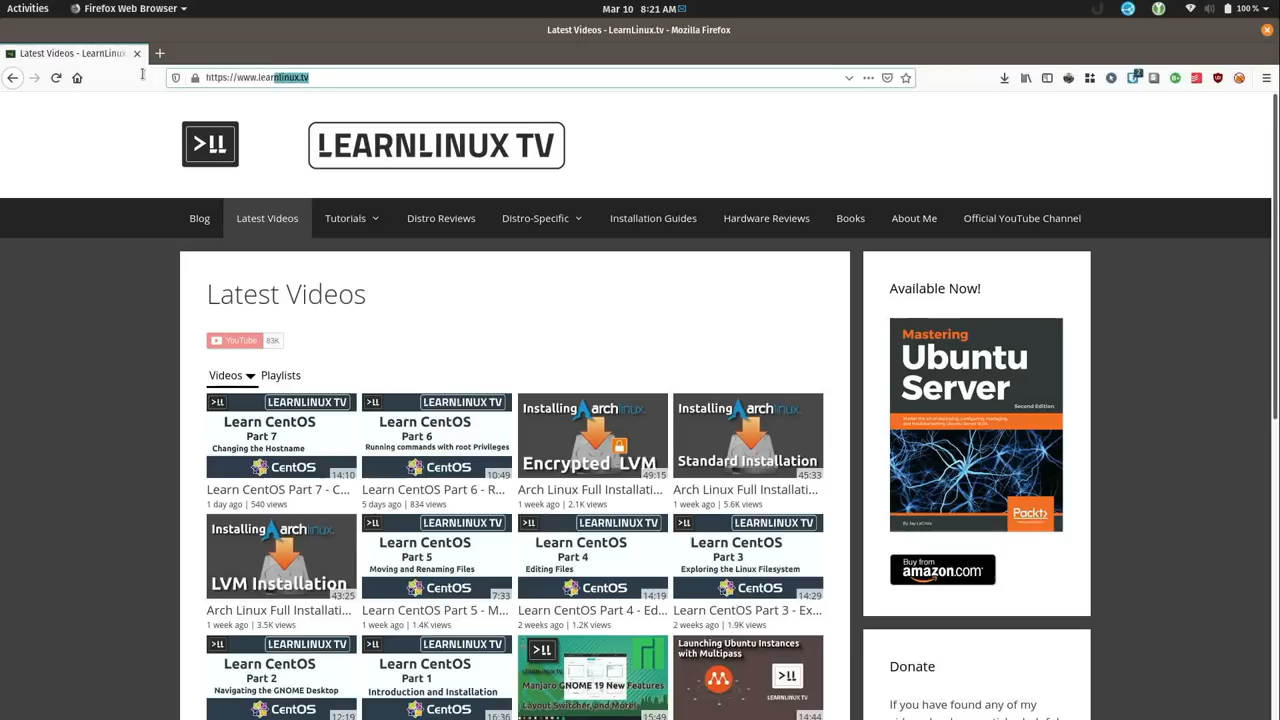 Activities
Firefox Web Browser
Mar 10 8:21 AM
100 %
Latest Videos - LearnLinux.tv - Mozilla Firefox
Latest Videos - LearnLinux.
https://www.learnlinux.tv
2
>LL LEARNLINUX TV
Blog
Latest Videos
Tutorials
Distro Reviews
Distro-Specific
Installation Guides
Hardware Reviews
Books
About Me
Official YouTube Channel
Latest Videos
YouTube 83K
Videos
Playlists
LEARNLINUX TV
Learn CentOS
Part 7
Changing the Hostname
CentOS
14:10
Learn CentOS Part 7 - C...
1 day ago | 540 views
LEARNLINUX TV
Learn CentOS
Part 6
Running commands with root Privileges
CentOS
10:49
Learn CentOS Part 6 - R...
5 days ago | 834 views
Installing archlinux.
Encrypted LVM
49:15
Arch Linux Full Installati...
1 week ago | 2.1K views
Installing archlinux.
Standard Installation
45:33
Arch Linux Full Installati...
1 week ago | 5.6K views
Installing archlinux.
LVM Installation
43:25
Arch Linux Full Installati...
1 week ago | 3.5K views
LEARNLINUX TV
Learn CentOS
Part 5
Moving and Renaming Files
CentOS
7:33
Learn CentOS Part 5 - M...
1 week ago | 1.4K views
LEARNLINUX TV
Learn CentOS
Part 4
Editing Files
CentOS
14:19
Learn CentOS Part 4 - Ed...
2 weeks ago | 1.2K views
LEARNLINUX TV
Learn CentOS
Part 3
Exploring the Linux Filesystem
CentOS
14:29
Learn CentOS Part 3 - Ex...
2 weeks ago | 1.9K views
LEARNLINUX TV
Learn CentOS
Part 2
Navigating the GNOME Desktop
CentOS
12:19
LEARNLINUX TV
Learn CentOS
Part 1
Introduction and Installation
CentOS
16:36
Manjaro GNOME 19 New Features
Layout Switcher, and More!
15:49
Launching Ubuntu Instances
with Multipass
LEARNLINUX TV
14:44
Available Now!
Mastering
Ubuntu
Server
Second Edition
By Jay LaCroix
Packt>
Buy from
amazon.com
Donate
If you have found any of my